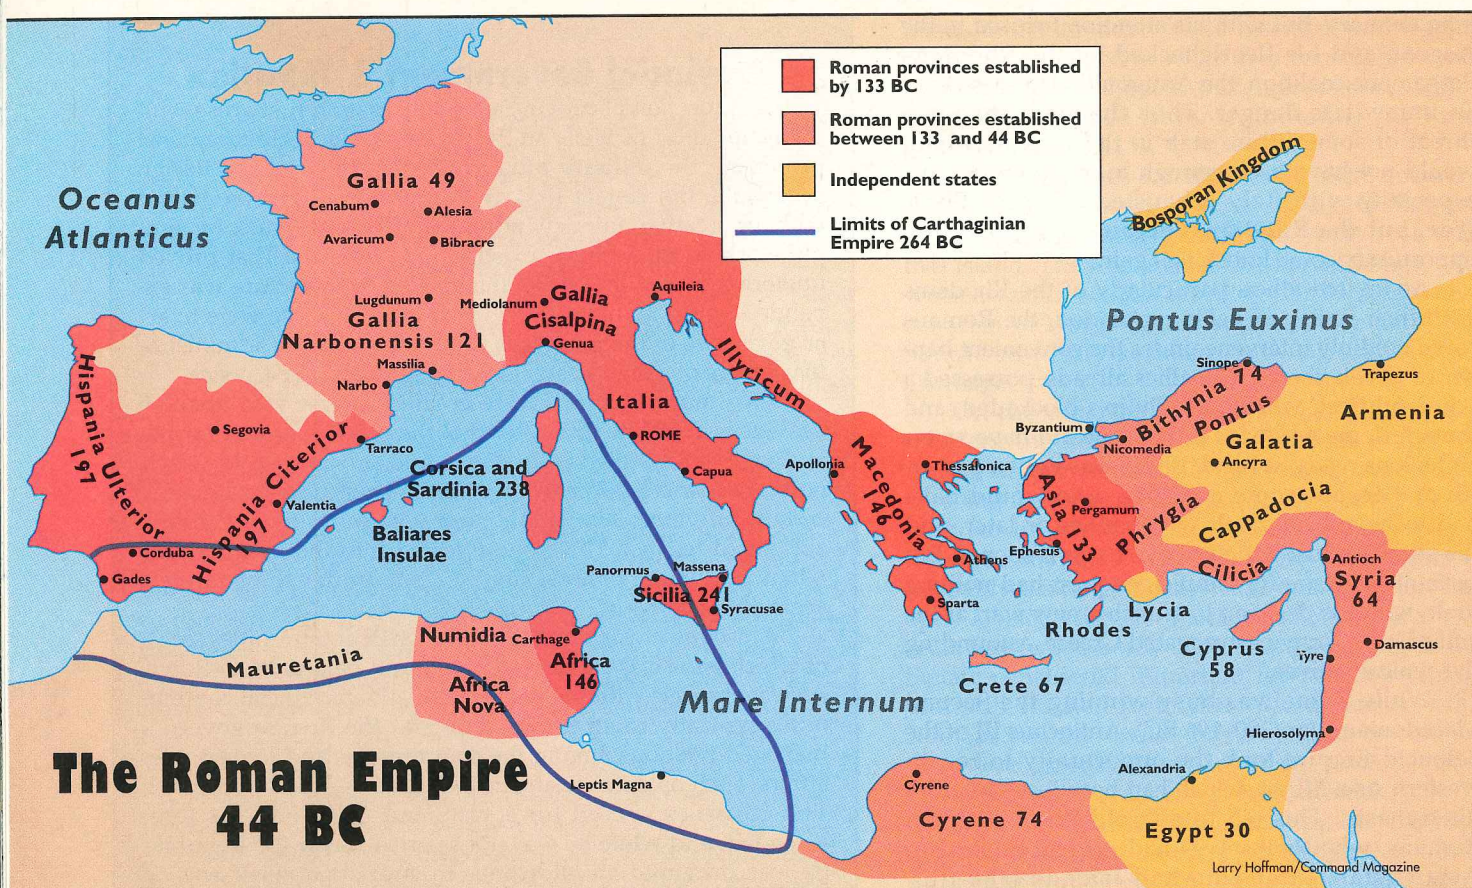 Roman provinces established
by 133 BC
Roman provinces established
between 133 and 44 BC
Independent states
Limits of Carthaginian
Empire 264 BC
Oceanus
Atlanticus
Gallia 49
Cenabum
Alesia
Avaricum
Bibracre
Lugdunum
Gallia
Narbonensis 121
Massilia
Narbo
Mediolanum
Gallia
Cisalpina
Genua
Aquileia
Illyricum
Italia
ROME
Capua
Bosporan Kingdom
Pontus Euxinus
Sinope
Trapezus
Bithynia 74
Pontus
Armenia
Byzantium
Nicomedia
Galatia
Ancyra
Hispania Ulterior
197
Segovia
Hispania Citerior
197
Tarraco
Valentia
Corduba
Gades
Corsica and
Sardinia 238
Baliares
Insulae
Apollonia
Macedonia
146
Thessalonica
Athens
Sparta
Asia 133
Pergamum
Ephesus
Phrygia
Cappadocia
Cilicia
Antioch
Syria
64
Lycia
Rhodes
Cyprus
58
Damascus
Tyre
Crete 67
Hierosolyma
Panormus
Massena
Sicilia 241
Syracusae
Numidia
Carthage
Africa
146
Africa
Nova
Mauretania
Mare Internum
Leptis Magna
Cyrene
Cyrene 74
Alexandria
Egypt 30
The Roman Empire
44 BC
Larry Hoffman/Command Magazine